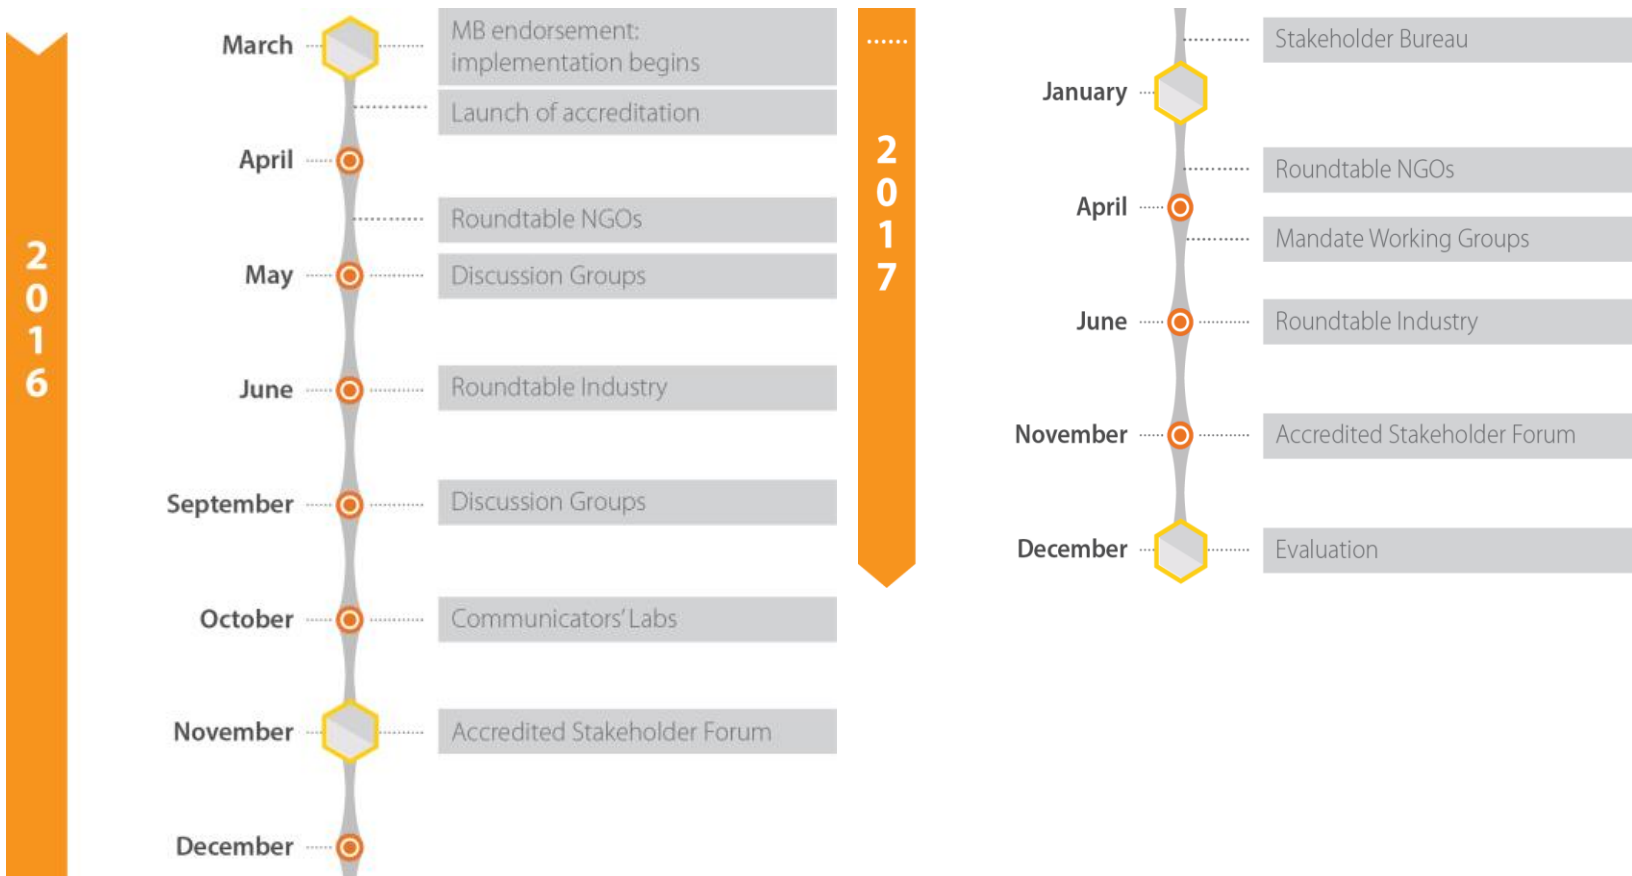 2016
March
MB endorsement:
implementation begins
Launch of accreditation
April
Roundtable NGOs
May
Discussion Groups
June
Roundtable Industry
September
Discussion Groups
October
Communicators’ Labs
November
Accredited Stakeholder Forum
December
2017
Stakeholder Bureau
January
Roundtable NGOs
April
Mandate Working Groups
June
Roundtable Industry
November
Accredited Stakeholder Forum
December
Evaluation